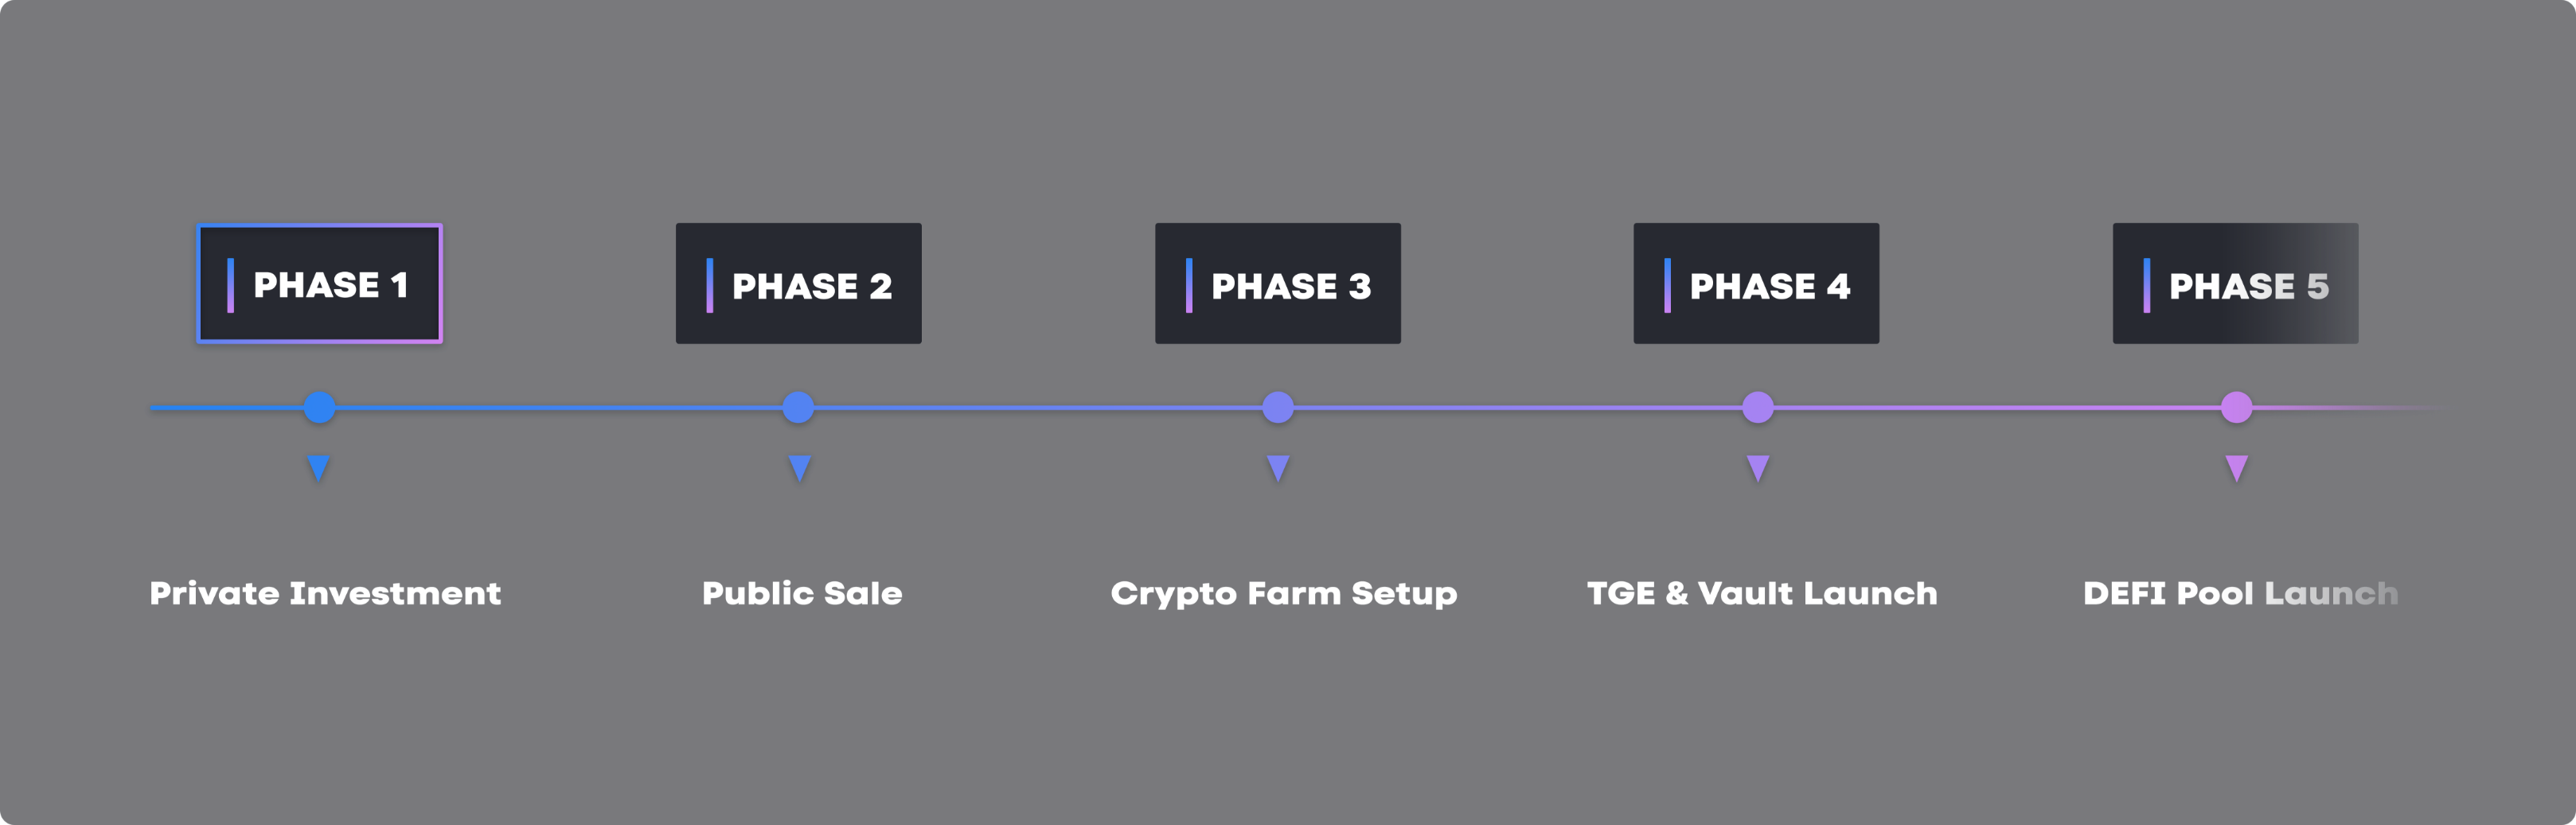 PHASE 1
PHASE 2
PHASE 3
PHASE 4
PHASE 5
Private Investment
Public Sale
Crypto Farm Setup
TGE & Vault Launch
DEFI Pool Launch